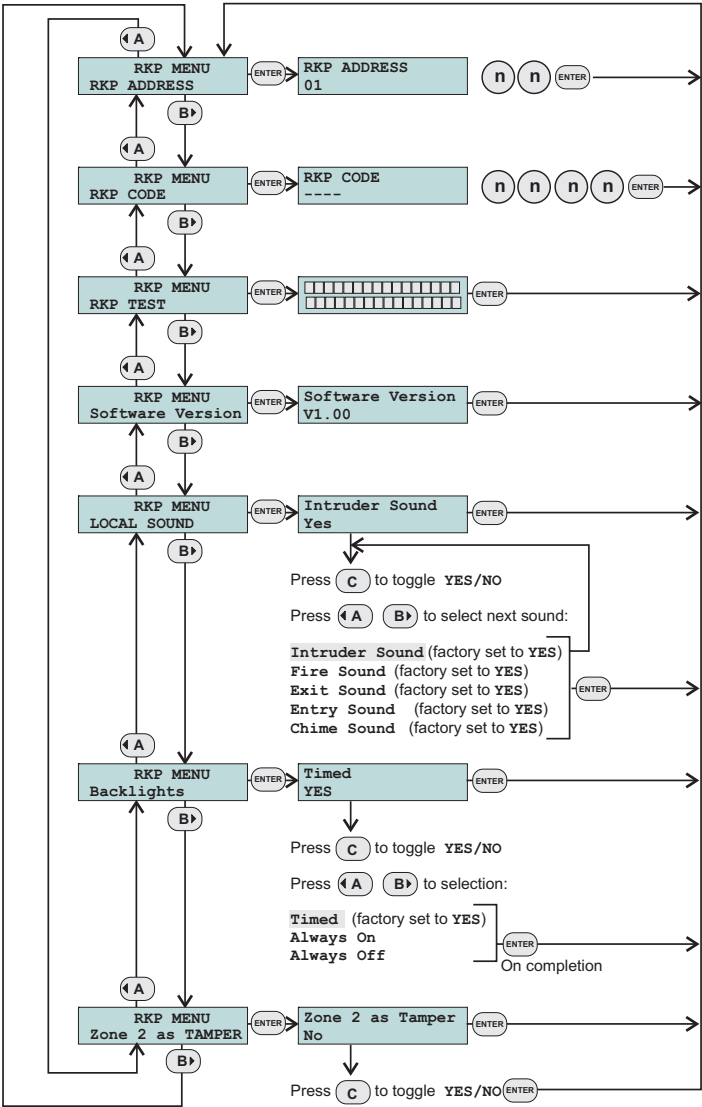 A
RKP MENU
RKP ADDRESS
ENTER
RKP ADDRESS
01
n n ENTER
B
A
RKP MENU
RKP CODE
ENTER
RKP CODE
----
n n n n ENTER
B
A
RKP MENU
RKP TEST
ENTER
ENTER
B
A
RKP MENU
Software Version
ENTER
Software Version
V1.00
ENTER
B
A
RKP MENU
LOCAL SOUND
ENTER
Intruder Sound
Yes
ENTER
B
Press C to toggle YES/NO
Press A B to select next sound:
Intruder Sound (factory set to YES)
Fire Sound (factory set to YES)
Exit Sound (factory set to YES)
Entry Sound (factory set to YES)
Chime Sound (factory set to YES)
ENTER
A
RKP MENU
Backlights
ENTER
Timed
YES
ENTER
B
Press C to toggle YES/NO
Press A B to selection:
Timed (factory set to YES)
Always On
Always Off
ENTER
On completion
A
RKP MENU
Zone 2 as TAMPER
ENTER
Zone 2 as Tamper
No
ENTER
B
Press C to toggle YES/NO ENTER